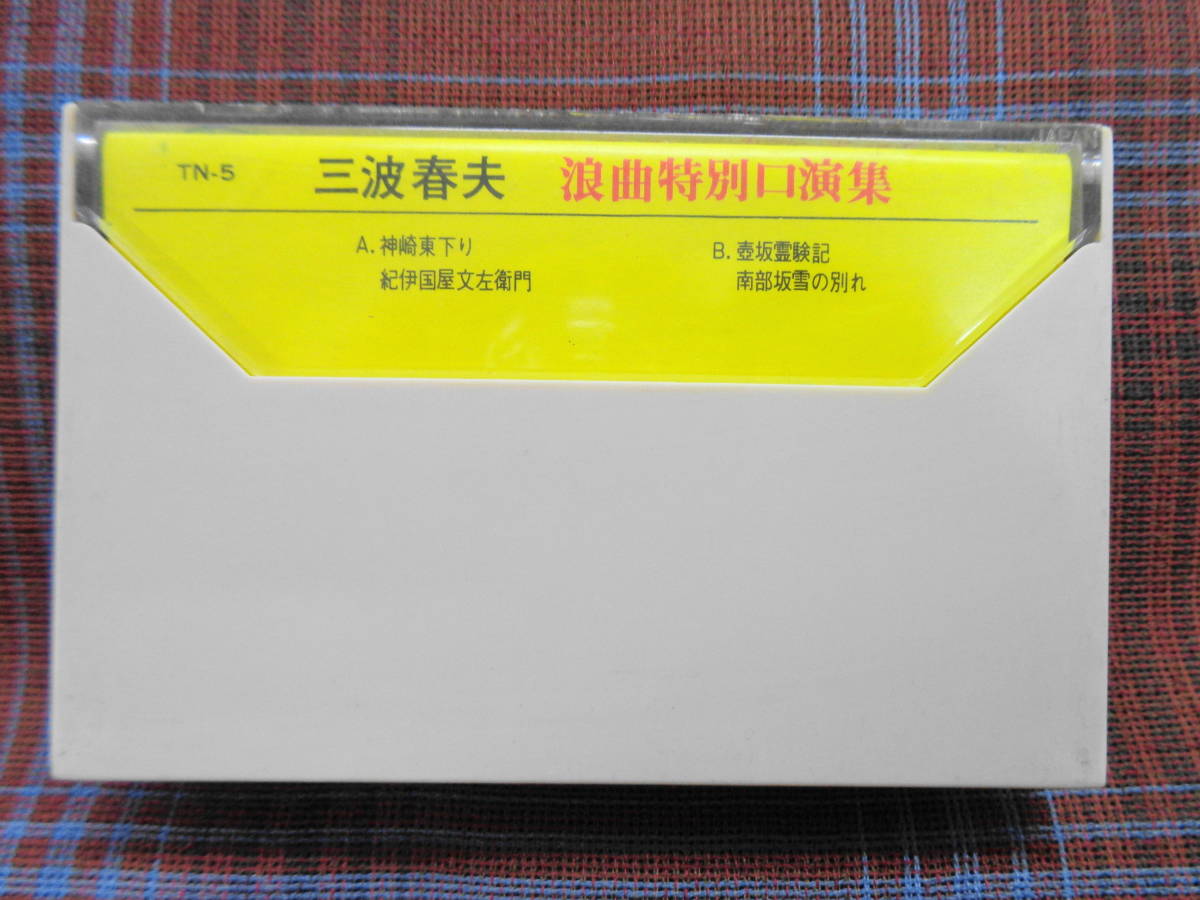 JAPAN
TN-5 三波春夫 浪曲特別口演集
A. 神崎東下り
紀伊国屋文左衛門
B. 壺坂霊験記
南部坂雪の別れ